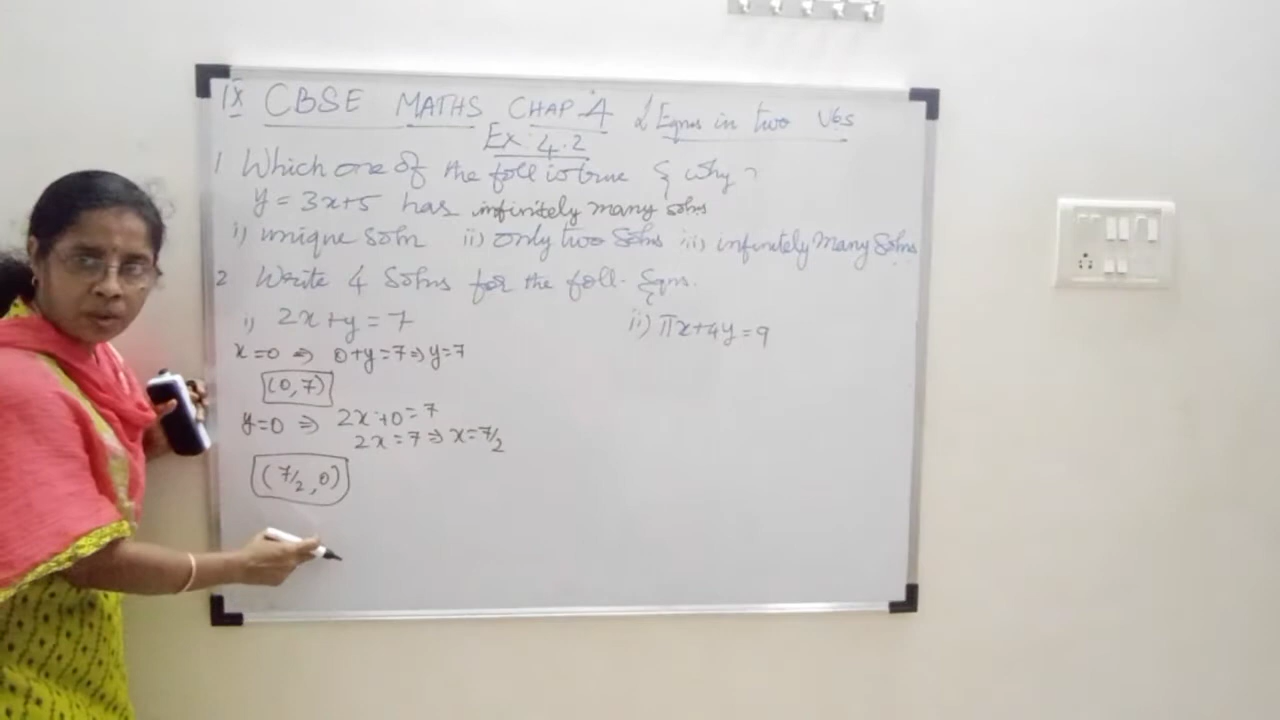 IX CBSE MATHS CHAP.4 L Eqns in two Vbs
Ex: 4.2
1 Which one of the foll is true & why?
y = 3x+5 has infinitely many solns
i) unique soln ii) only two solns iii) infinitely many solns
2 Write 4 solns for the foll. Eqns.
i) 2x+y=7 ii) πx+4y=9
x=0 ⇒ 0+y=7⇒y=7
(0,7)
y=0 ⇒ 2x+0=7
2x=7⇒x=7/2
(7/2,0)